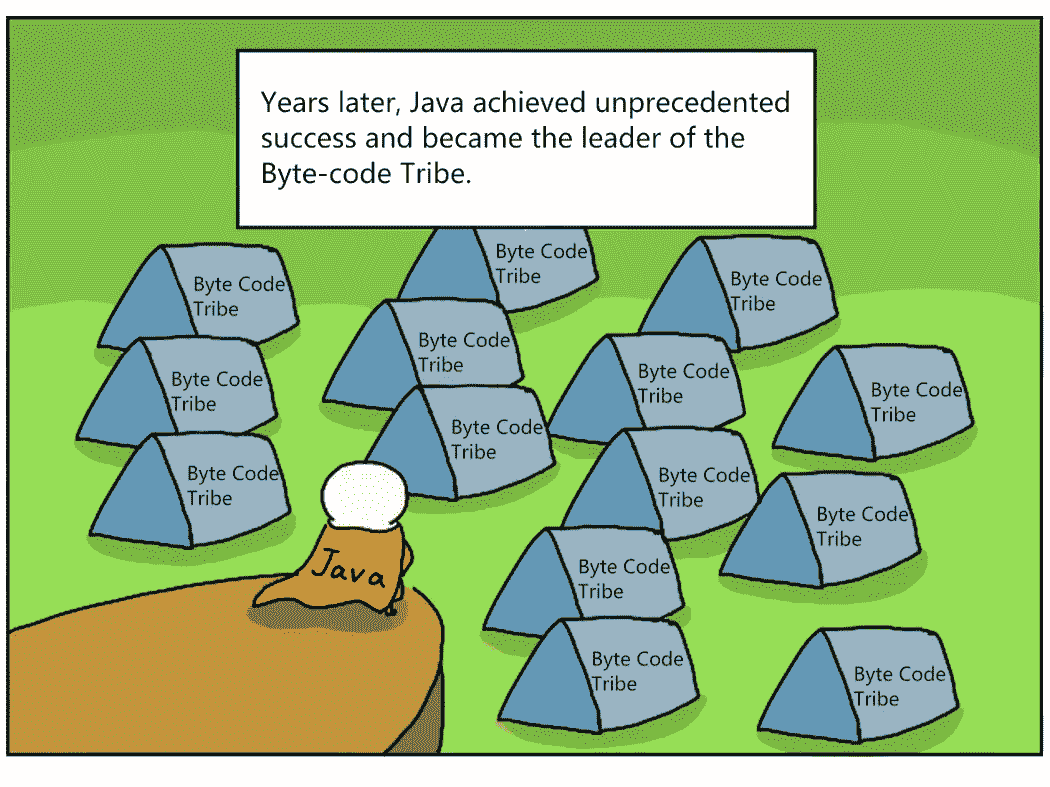 Years later, Java achieved unprecedented
success and became the leader of the
Byte-code Tribe.
Byte Code
Tribe
Byte Code
Tribe
Byte Code
Tribe
Byte Code
Tribe
Byte Code
Tribe
Byte Code
Tribe
Byte Code
Tribe
Byte Code
Tribe
Byte Code
Tribe
Byte Code
Tribe
Byte Code
Tribe
Byte Code
Tribe
Java
Byte Code
Tribe
Byte Code
Tribe
Byte Code
Tribe